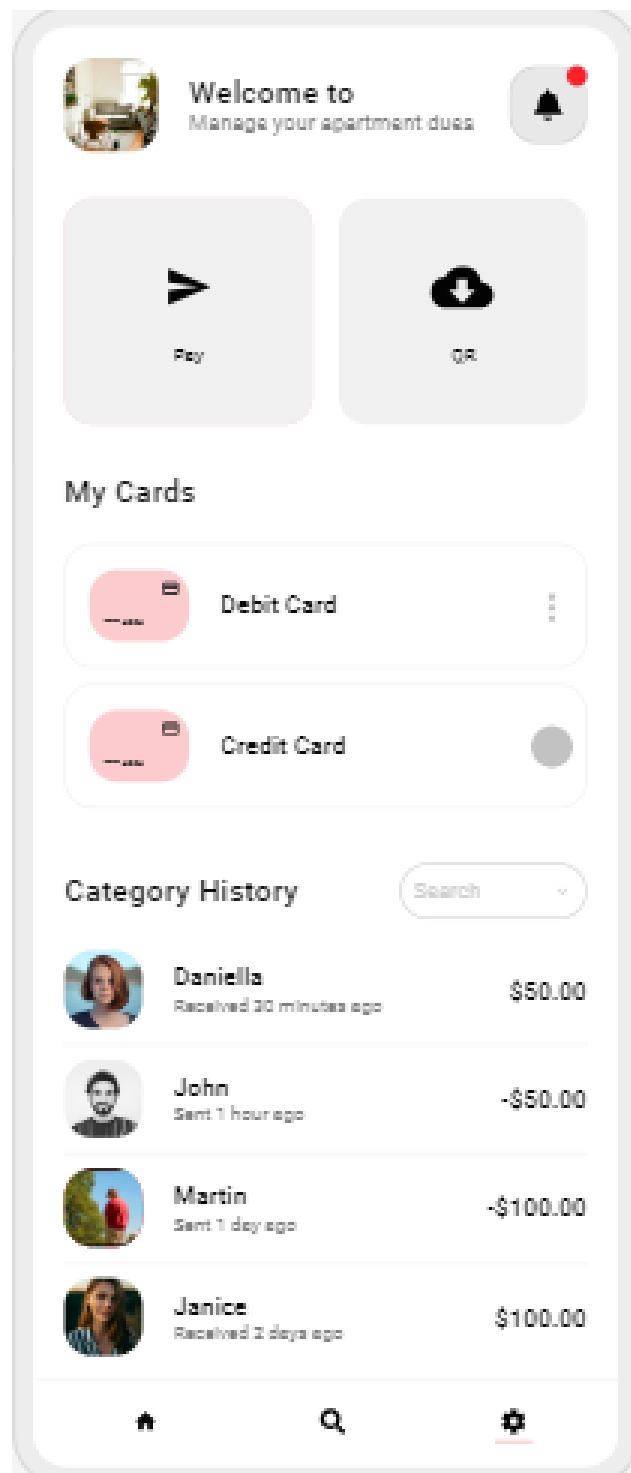 Welcome to
Manage your apartment dues
Pay
QR
My Cards
Debit Card
Credit Card
Category History
Search
Daniella
Received 30 minutes ago
$50.00
John
Sent 1 hour ago
-$50.00
Martin
Sent 1 day ago
-$100.00
Janice
Received 2 days ago
$100.00